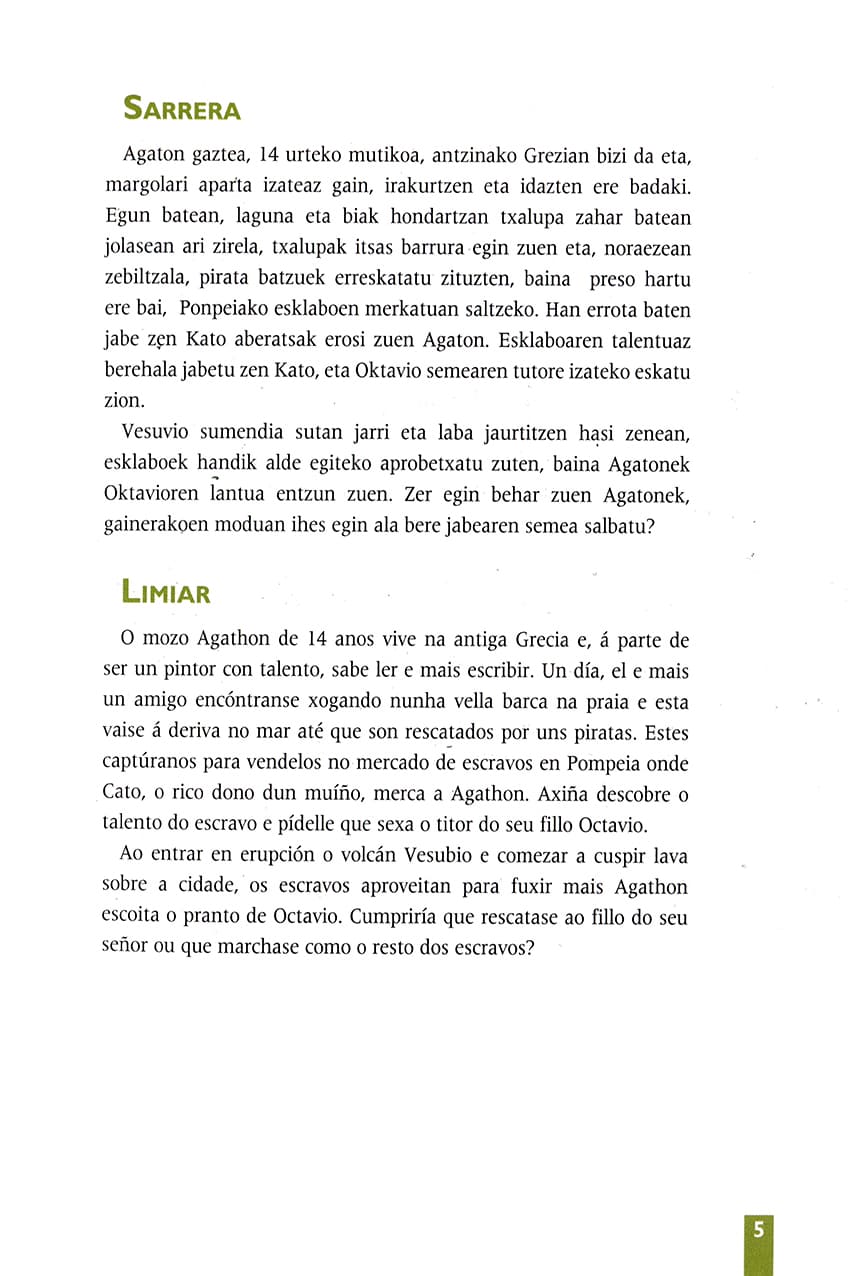 SARRERA
Agaton gaztea, 14 urteko mutikoa, antzinako Grezian bizi da eta,
margolari aparta izateaz gain, irakurtzen eta idazten ere badaki.
Egun batean, laguna eta biak hondartzan txalupa zahar batean
jolasean ari zirela, txalupak itsas barrura egin zuen eta, noraezean
zebiltzala, pirata batzuek erreskatatu zituzten, baina preso hartu
ere bai, Ponpeiako esklaboen merkatuan saltzeko. Han errota baten
jabe zen Kato aberatsak erosi zuen Agaton. Esklaboaren talentuaz
berehala jabetu zen Kato, eta Oktavio semearen tutore izateko eskatu
zion.
Vesuvio sumendia sutan jarri eta laba jaurtitzen hasi zenean,
esklaboek handik alde egiteko aprobetxatu zuten, baina Agatonek
Oktavioren lantua entzun zuen. Zer egin behar zuen Agatonek,
gainerakoen moduan ihes egin ala bere jabearen semea salbatu?
LIMIAR
O mozo Agathon de 14 anos vive na antiga Grecia e, á parte de
ser un pintor con talento, sabe ler e mais escribir. Un día, el e mais
un amigo encóntranse xogando nunha vella barca na praia e esta
vaise á deriva no mar até que son rescatados por uns piratas. Estes
captúranos para vendelos no mercado de escravos en Pompeia onde
Cato, o rico dono dun muíño, merca a Agathon. Axiña descobre o
talento do escravo e pídelle que sexa o titor do seu fillo Octavio.
Ao entrar en erupción o volcán Vesubio e comezar a cuspir lava
sobre a cidade, os escravos aproveitan para fuxir mais Agathon
escoita o pranto de Octavio. Cumpriría que rescatase ao fillo do seu
señor ou que marchase como o resto dos escravos?
5